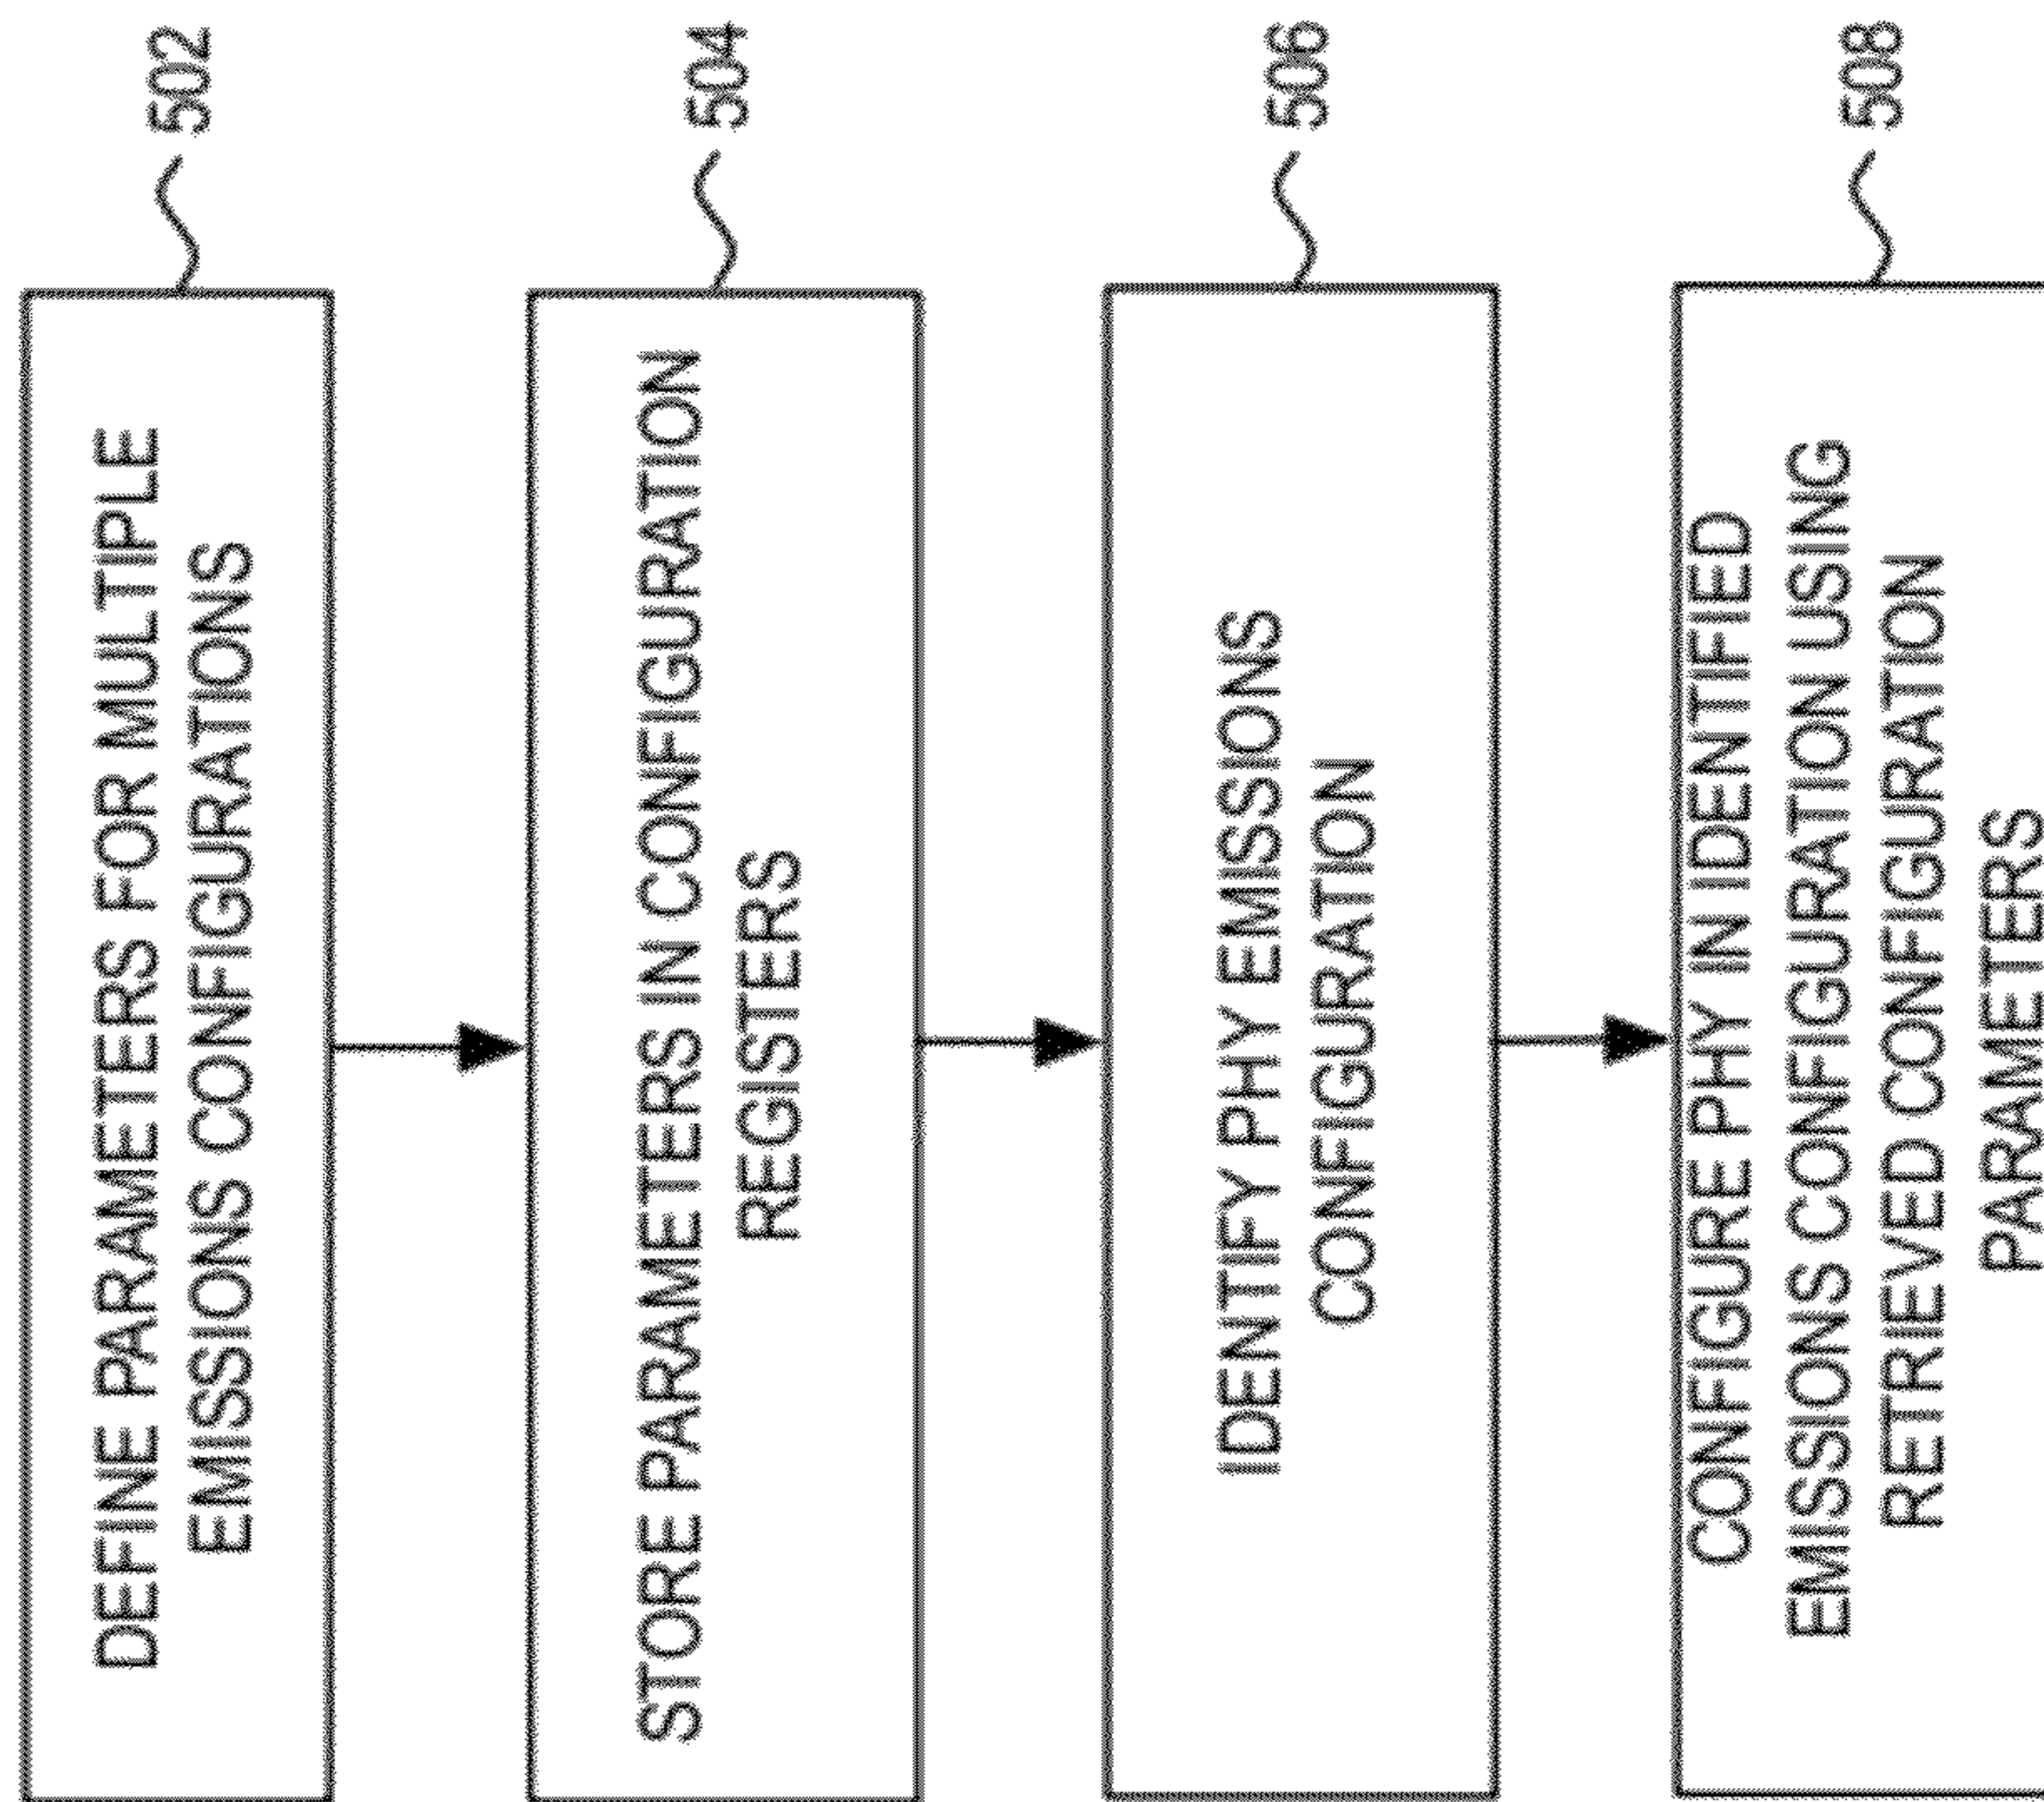 DEFINE PARAMETERS FOR MULTIPLE
EMISSIONS CONFIGURATIONS
502
STORE PARAMETERS IN CONFIGURATION
REGISTERS
504
IDENTIFY PHY EMISSIONS
CONFIGURATION
506
CONFIGURE PHY IN IDENTIFIED
EMISSIONS CONFIGURATION USING
RETRIEVED CONFIGURATION
PARAMETERS
508